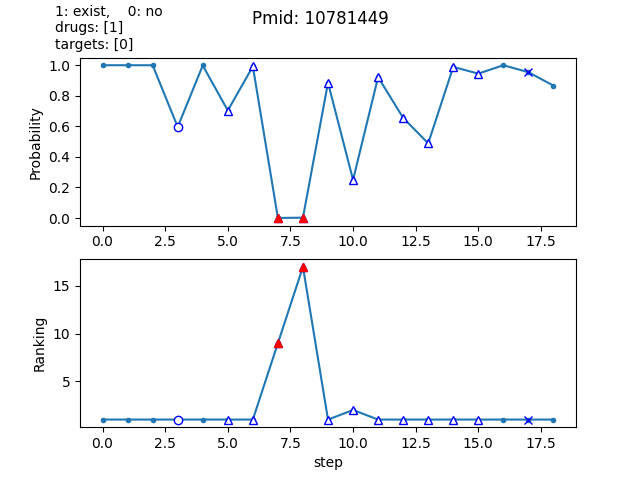 1: exist,    0: no
drugs: [1]
targets: [0]
Pmid: 10781449
1.0
0.8
0.6
0.4
0.2
0.0
Probability
0.0 2.5 5.0 7.5 10.0 12.5 15.0 17.5
15
10
5
Ranking
0.0 2.5 5.0 7.5 10.0 12.5 15.0 17.5
step